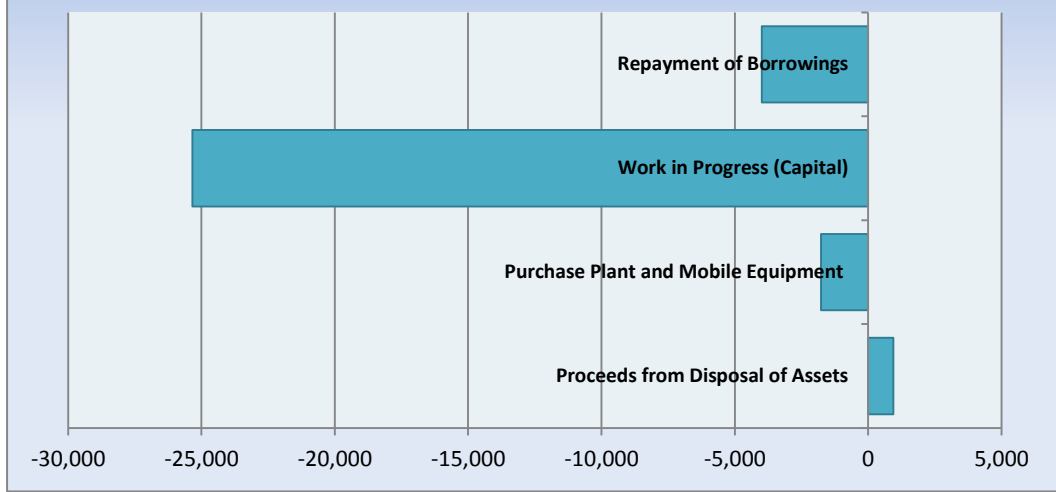 Repayment of Borrowings
Work in Progress (Capital)
Purchase Plant and Mobile Equipment
Proceeds from Disposal of Assets
-30,000 -25,000 -20,000 -15,000 -10,000 -5,000 0 5,000